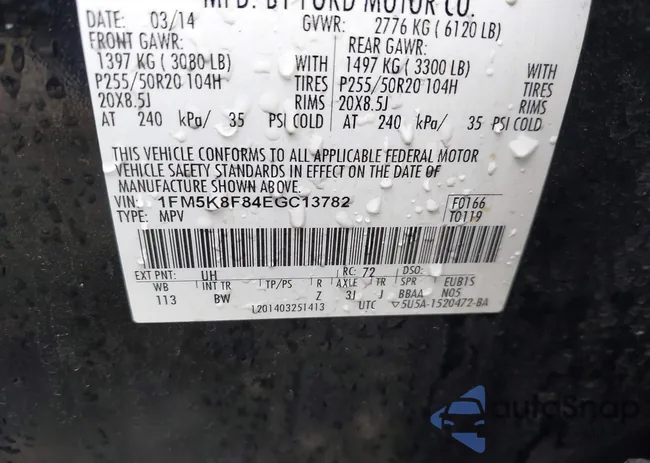 MFD. BY FORD MOTOR CO.
DATE: 03/14 GVWR: 2776 KG ( 6120 LB)
FRONT GAWR: REAR GAWR:
1397 KG ( 3080 LB) WITH 1497 KG ( 3300 LB) WITH
P255/50R20 104H TIRES P255/50R20 104H TIRES
20X8.5J RIMS 20X8.5J RIMS
AT 240 kPa/ 35 PSI COLD AT 240 kPa/ 35 PSI COLD
THIS VEHICLE CONFORMS TO ALL APPLICABLE FEDERAL MOTOR
VEHICLE SAFETY STANDARDS IN EFFECT ON THE DATE OF
MANUFACTURE SHOWN ABOVE.
VIN: 1FM5K8F84EGC13782 F0166
TYPE: MPV T0119
EXT PNT: UH RC: 72 DSO:
WB INT TR TP/PS R AXLE TR SPR EUB1S
113 BW Z 3J J BBAA N05
L201403251413 UTC 5U5A-1520472-BA
autoSnap